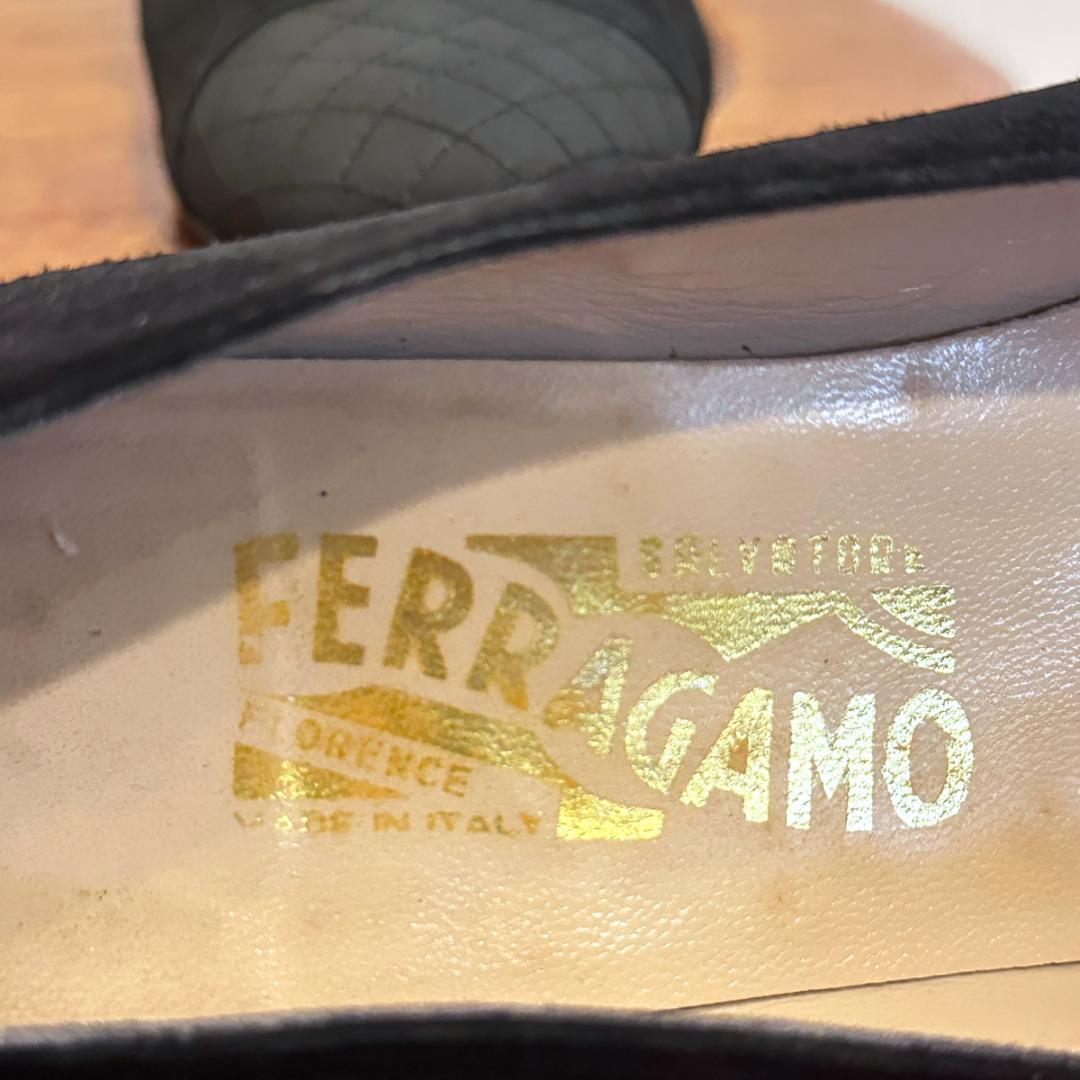 SALVATORE
FERRAGAMO
FLORENCE
MADE IN ITALY